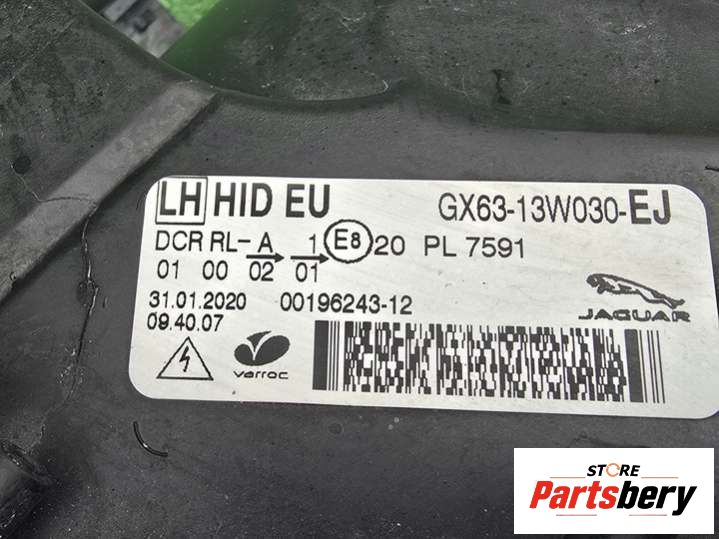 LH HID EU GX63-13W030-EJ
DCR RL-A 1 E8 20 PL 7591
01 00 02 01
31.01.2020 00196243-12
09.40.07
JAGUAR
varroc
STORE
Partsbery